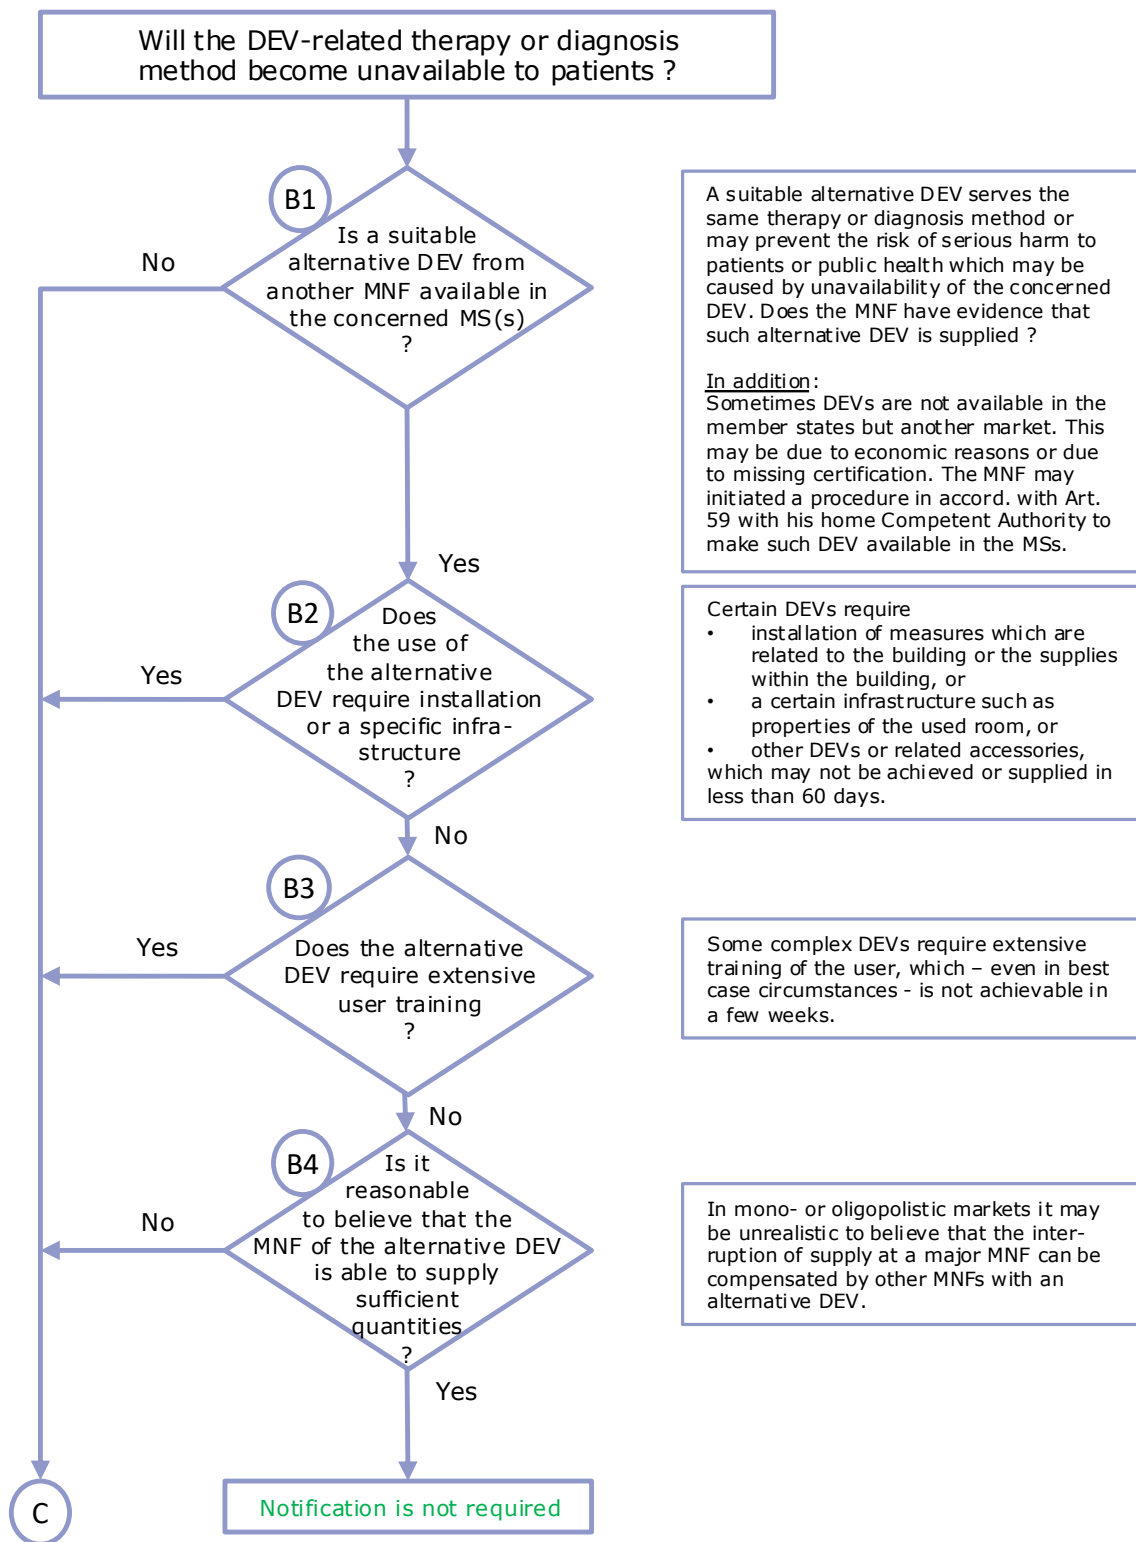 Will the DEV-related therapy or diagnosis
method become unavailable to patients ?
B1
Is a suitable
alternative DEV from
another MNF available in
the concerned MS(s)
?
No
Yes
A suitable alternative DEV serves the
same therapy or diagnosis method or
may prevent the risk of serious harm to
patients or public health which may be
caused by unavailability of the concerned
DEV. Does the MNF have evidence that
such alternative DEV is supplied ?
In addition:
Sometimes DEVs are not available in the
member states but another market. This
may be due to economic reasons or due
to missing certification. The MNF may
initiated a procedure in accord. with Art.
59 with his home Competent Authority to
make such DEV available in the MSs.
B2
Does
the use of
the alternative
DEV require installation
or a specific infra-
structure
?
Yes
No
Certain DEVs require
• installation of measures which are
related to the building or the supplies
within the building, or
• a certain infrastructure such as
properties of the used room, or
• other DEVs or related accessories,
which may not be achieved or supplied in
less than 60 days.
B3
Does the alternative
DEV require extensive
user training
?
Yes
No
Some complex DEVs require extensive
training of the user, which – even in best
case circumstances - is not achievable in
a few weeks.
B4
Is it
reasonable
to believe that the
MNF of the alternative DEV
is able to supply
sufficient
quantities
?
No
Yes
In mono- or oligopolistic markets it may
be unrealistic to believe that the inter-
ruption of supply at a major MNF can be
compensated by other MNFs with an
alternative DEV.
C
Notification is not required